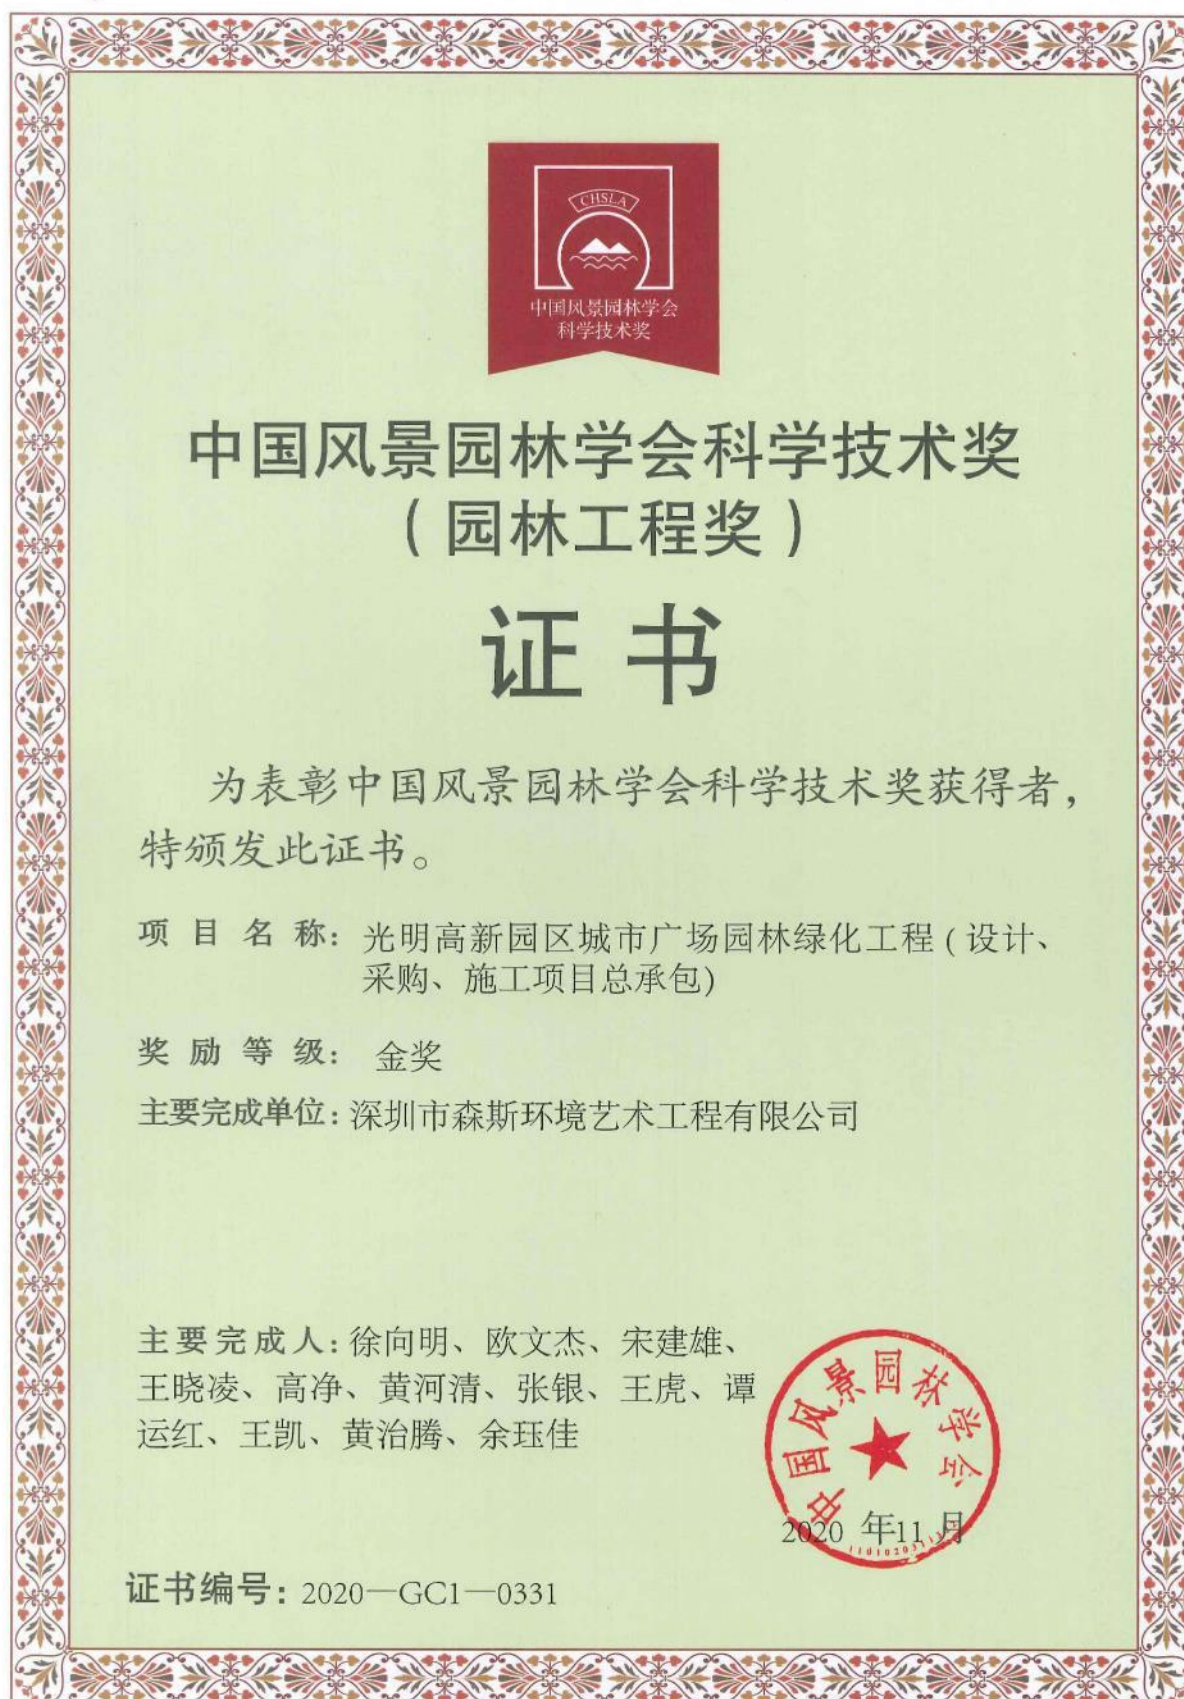 CHSLA
中国风景园林学会
科学技术奖
中国风景园林学会科学技术奖
(园林工程奖)
证书
为表彰中国风景园林学会科学技术奖获得者，
特颁发此证书。
项目名称：光明高新园区城市广场园林绿化工程(设计、
采购、施工项目总承包)
奖励等级：金奖
主要完成单位：深圳市森斯环境艺术工程有限公司
主要完成人：徐向明、欧文杰、宋建雄、
王晓凌、高净、黄河清、张银、王虎、谭
运红、王凯、黄治腾、余珏佳
中国风景园林学会
2020 年11月
证书编号：2020—GC1—0331